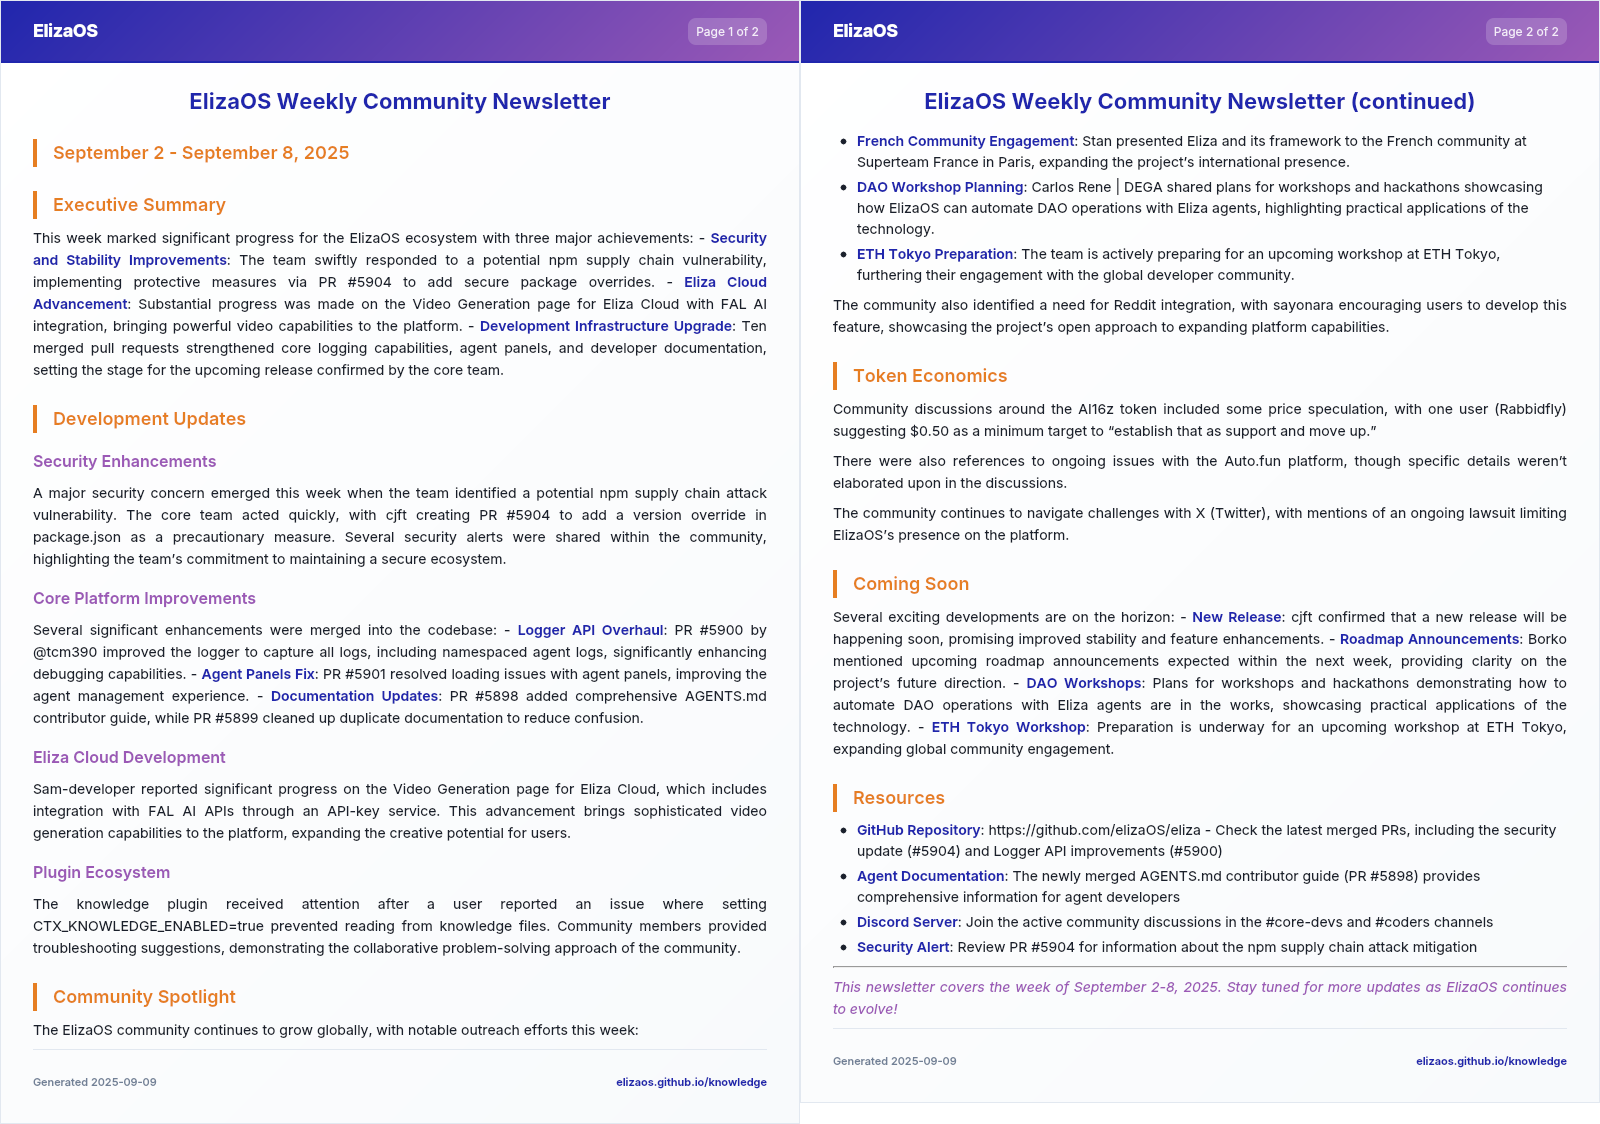 ElizaOS
Page 1 of 2
ElizaOS Weekly Community Newsletter
September 2 - September 8, 2025
Executive Summary
This week marked significant progress for the ElizaOS ecosystem with three major achievements: - Security
and Stability Improvements: The team swiftly responded to a potential npm supply chain vulnerability,
implementing protective measures via PR #5904 to add secure package overrides. - Eliza Cloud
Advancement: Substantial progress was made on the Video Generation page for Eliza Cloud with FAL AI
integration, bringing powerful video capabilities to the platform. - Development Infrastructure Upgrade: Ten
merged pull requests strengthened core logging capabilities, agent panels, and developer documentation,
setting the stage for the upcoming release confirmed by the core team.
Development Updates
Security Enhancements
A major security concern emerged this week when the team identified a potential npm supply chain attack
vulnerability. The core team acted quickly, with cjft creating PR #5904 to add a version override in
package.json as a precautionary measure. Several security alerts were shared within the community,
highlighting the team’s commitment to maintaining a secure ecosystem.
Core Platform Improvements
Several significant enhancements were merged into the codebase: - Logger API Overhaul: PR #5900 by
@tcm390 improved the logger to capture all logs, including namespaced agent logs, significantly enhancing
debugging capabilities. - Agent Panels Fix: PR #5901 resolved loading issues with agent panels, improving the
agent management experience. - Documentation Updates: PR #5898 added comprehensive AGENTS.md
contributor guide, while PR #5899 cleaned up duplicate documentation to reduce confusion.
Eliza Cloud Development
Sam-developer reported significant progress on the Video Generation page for Eliza Cloud, which includes
integration with FAL AI APIs through an API-key service. This advancement brings sophisticated video
generation capabilities to the platform, expanding the creative potential for users.
Plugin Ecosystem
The knowledge plugin received attention after a user reported an issue where setting
CTX_KNOWLEDGE_ENABLED=true prevented reading from knowledge files. Community members provided
troubleshooting suggestions, demonstrating the collaborative problem-solving approach of the community.
Community Spotlight
The ElizaOS community continues to grow globally, with notable outreach efforts this week:
Generated 2025-09-09
elizaos.github.io/knowledge
ElizaOS
Page 2 of 2
ElizaOS Weekly Community Newsletter (continued)
• French Community Engagement: Stan presented Eliza and its framework to the French community at
Superteam France in Paris, expanding the project’s international presence.
• DAO Workshop Planning: Carlos Rene | DEGA shared plans for workshops and hackathons showcasing
how ElizaOS can automate DAO operations with Eliza agents, highlighting practical applications of the
technology.
• ETH Tokyo Preparation: The team is actively preparing for an upcoming workshop at ETH Tokyo,
furthering their engagement with the global developer community.
The community also identified a need for Reddit integration, with sayonara encouraging users to develop this
feature, showcasing the project’s open approach to expanding platform capabilities.
Token Economics
Community discussions around the AI16z token included some price speculation, with one user (Rabbidfly)
suggesting $0.50 as a minimum target to “establish that as support and move up.”
There were also references to ongoing issues with the Auto.fun platform, though specific details weren’t
elaborated upon in the discussions.
The community continues to navigate challenges with X (Twitter), with mentions of an ongoing lawsuit limiting
ElizaOS’s presence on the platform.
Coming Soon
Several exciting developments are on the horizon: - New Release: cjft confirmed that a new release will be
happening soon, promising improved stability and feature enhancements. - Roadmap Announcements: Borko
mentioned upcoming roadmap announcements expected within the next week, providing clarity on the
project’s future direction. - DAO Workshops: Plans for workshops and hackathons demonstrating how to
automate DAO operations with Eliza agents are in the works, showcasing practical applications of the
technology. - ETH Tokyo Workshop: Preparation is underway for an upcoming workshop at ETH Tokyo,
expanding global community engagement.
Resources
• GitHub Repository: https://github.com/elizaOS/eliza - Check the latest merged PRs, including the security
update (#5904) and Logger API improvements (#5900)
• Agent Documentation: The newly merged AGENTS.md contributor guide (PR #5898) provides
comprehensive information for agent developers
• Discord Server: Join the active community discussions in the #core-devs and #coders channels
• Security Alert: Review PR #5904 for information about the npm supply chain attack mitigation
This newsletter covers the week of September 2-8, 2025. Stay tuned for more updates as ElizaOS continues
to evolve!
Generated 2025-09-09
elizaos.github.io/knowledge